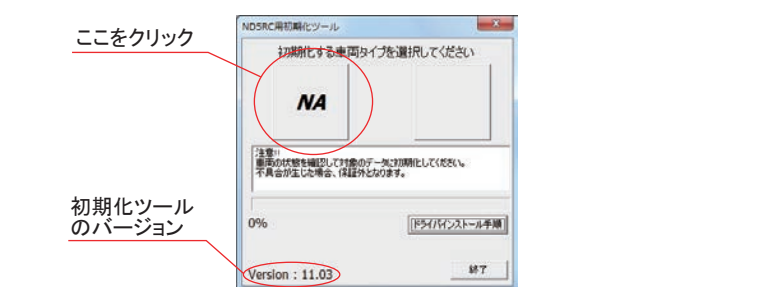 ND5RC用初期化ツール
ここをクリック
初期化する車両タイプを選択してください
NA
注意!!
車両の状態を確認して対象のデータに初期化してください。
不具合が生じた場合、保証外となります。
初期化ツール
のバージョン
0%
ドライバインストール手順
Version : 11.03
終了